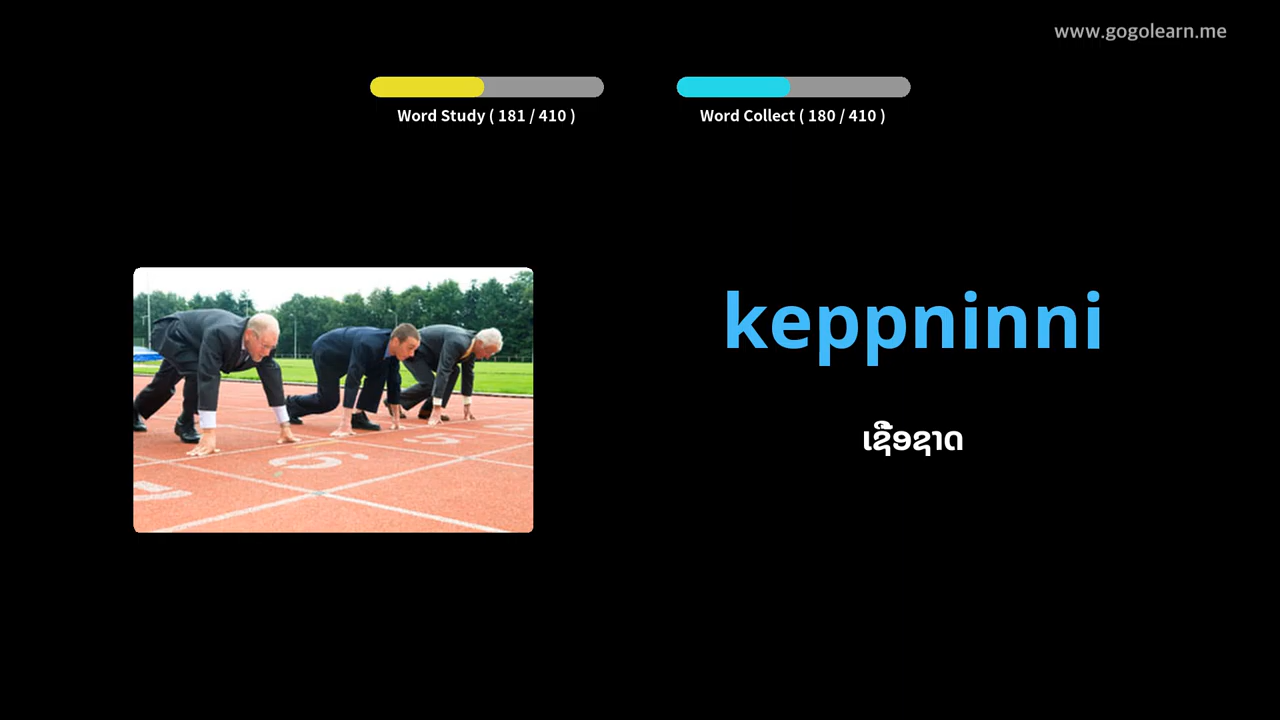 www.gogolearn.me
Word Study ( 181 / 410 )
Word Collect ( 180 / 410 )
keppninni
ເຊື້ອຊາດ